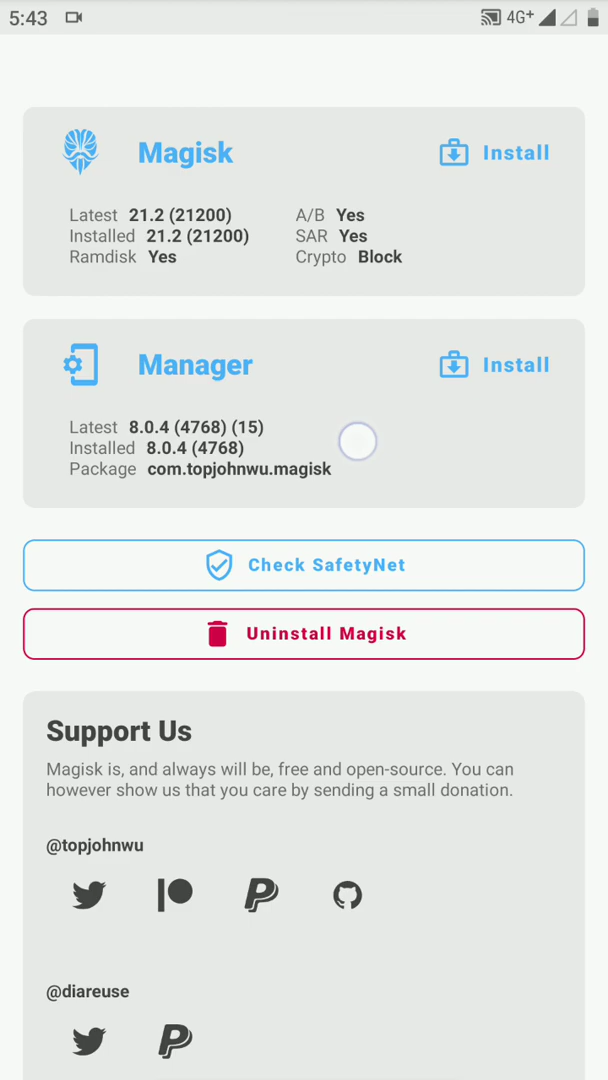 5:43 4G+
Magisk Install
Latest 21.2 (21200) A/B Yes
Installed 21.2 (21200) SAR Yes
Ramdisk Yes Crypto Block
Manager Install
Latest 8.0.4 (4768) (15)
Installed 8.0.4 (4768)
Package com.topjohnwu.magisk
Check SafetyNet
Uninstall Magisk
Support Us
Magisk is, and always will be, free and open-source. You can
however show us that you care by sending a small donation.
@topjohnwu
@diareuse